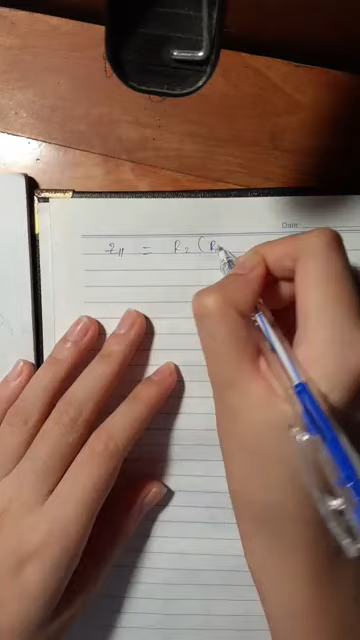 Date
z11 = R2 (R